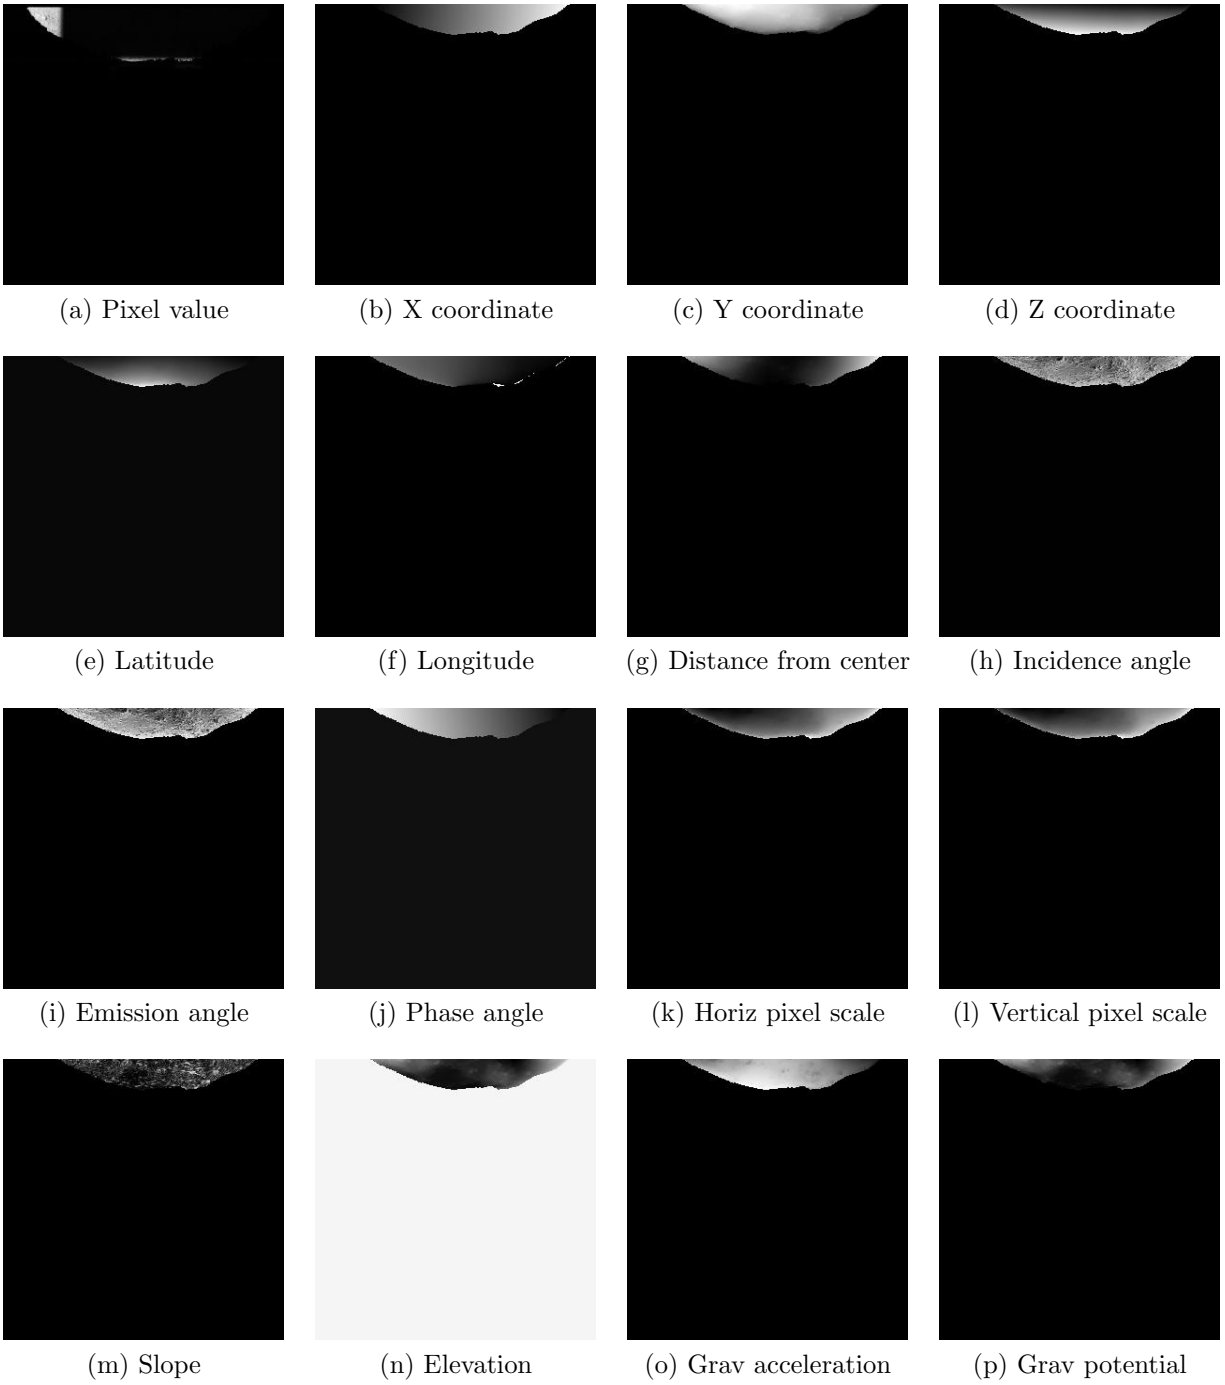 (a) Pixel value
(b) X coordinate
(c) Y coordinate
(d) Z coordinate
(e) Latitude
(f) Longitude
(g) Distance from center
(h) Incidence angle
(i) Emission angle
(j) Phase angle
(k) Horiz pixel scale
(l) Vertical pixel scale
(m) Slope
(n) Elevation
(o) Grav acceleration
(p) Grav potential